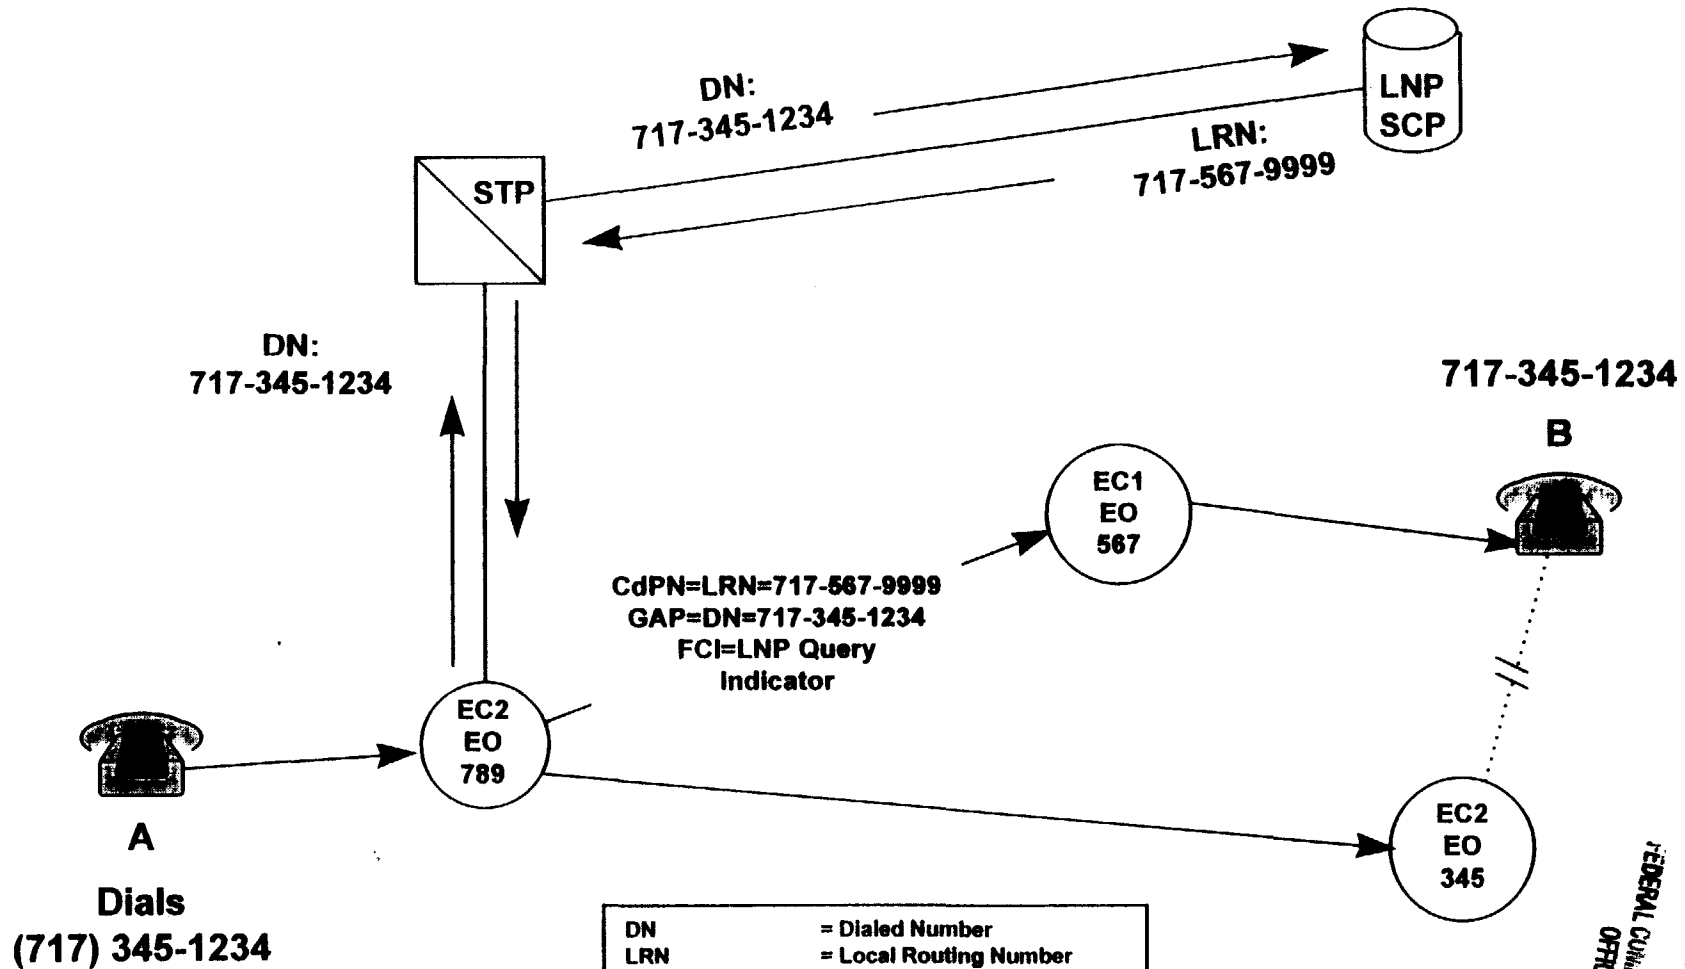 DN:
717-345-1234
LNP
SCP
LRN:
717-567-9999
STP
DN:
717-345-1234
717-345-1234
B
EC1
EO
567
CdPN=LRN=717-567-9999
GAP=DN=717-345-1234
FCI=LNP Query
Indicator
EC2
EO
789
A
Dials
(717) 345-1234
EC2
EO
345
DN = Dialed Number
LRN = Local Routing Number
FEDERAL